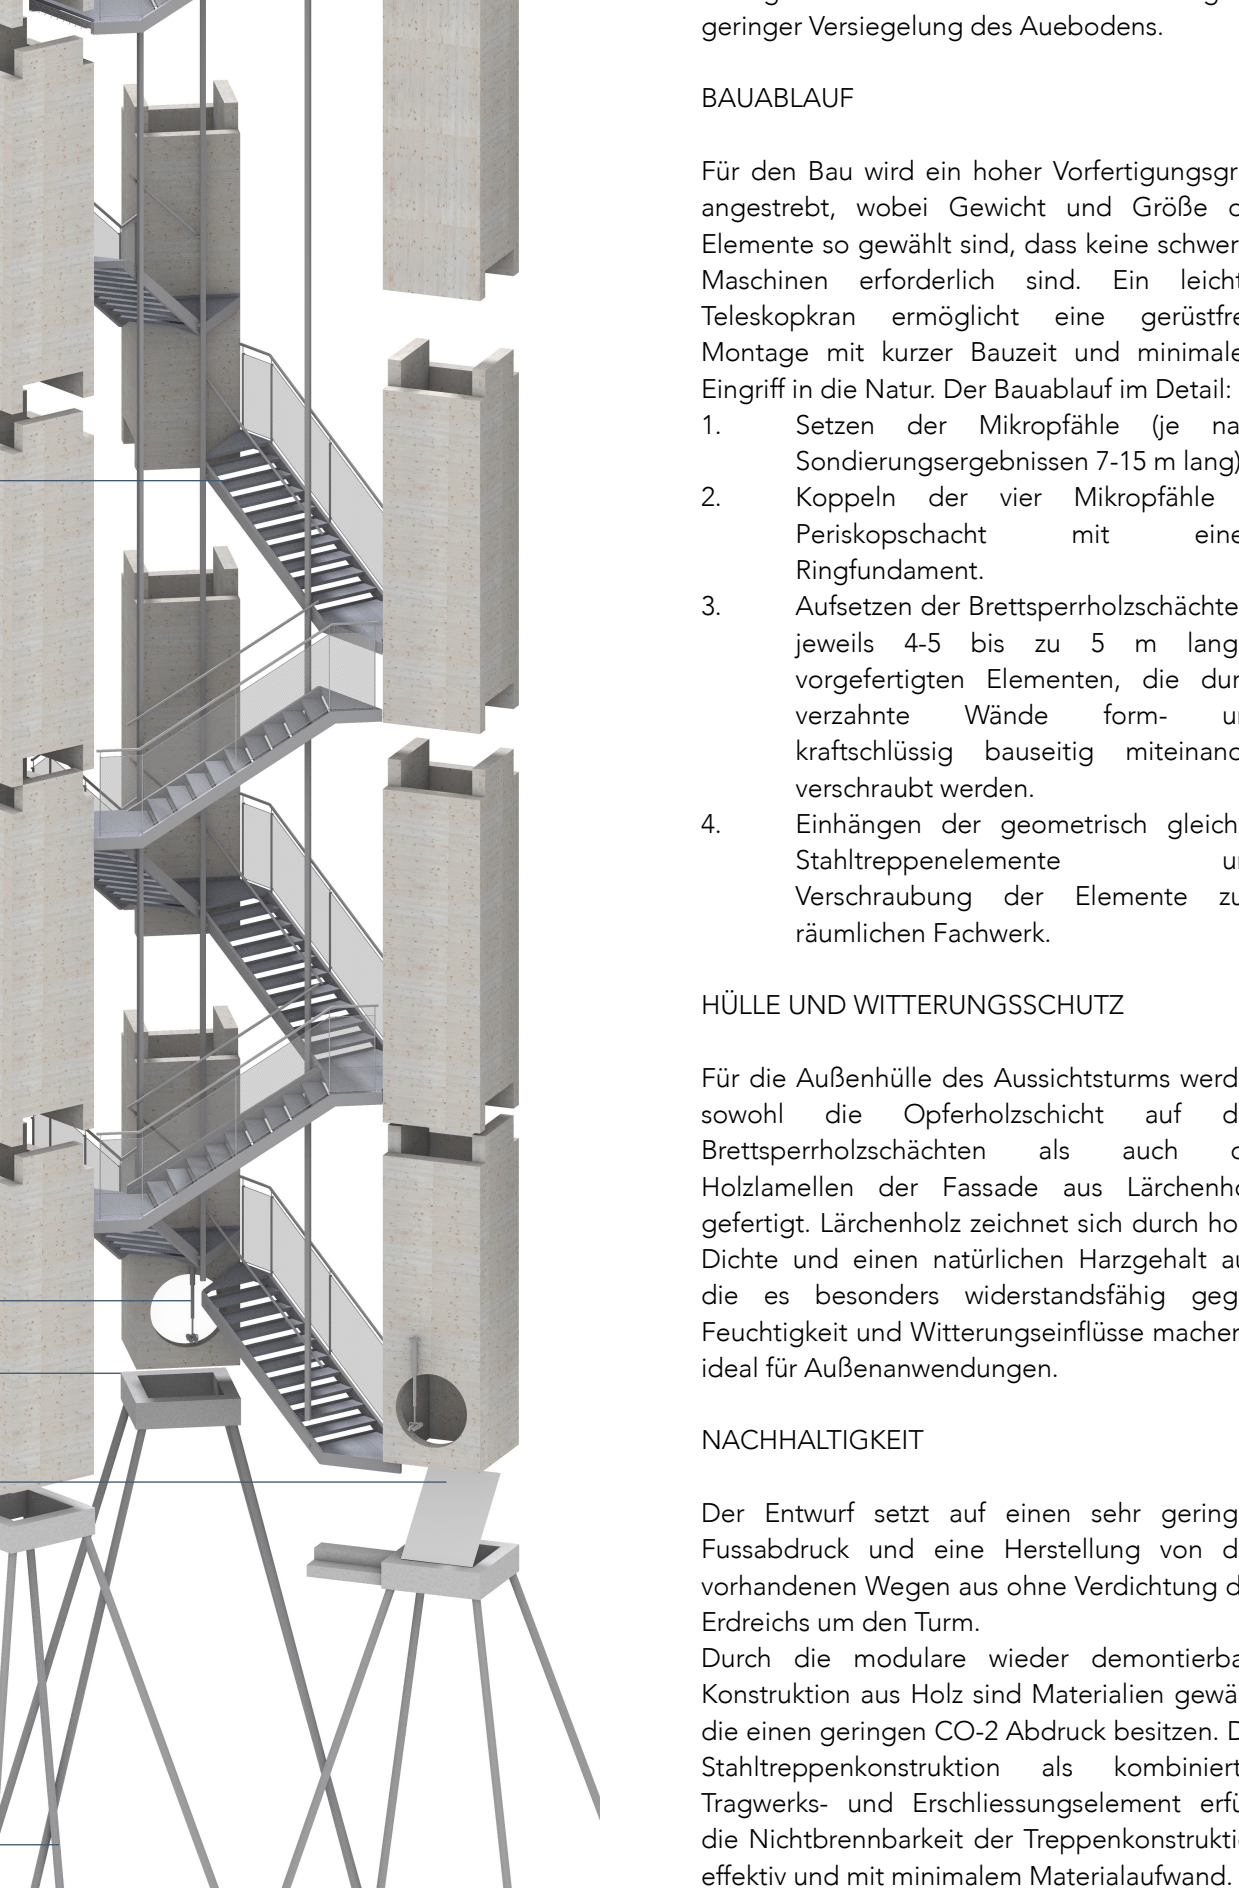 geringer Versiegelung des Auebodens.
BAUABLAUF
Für den Bau wird ein hoher Vorfertigungsgr
angestrebt, wobei Gewicht und Größe d
Elemente so gewählt sind, dass keine schwer
Maschinen erforderlich sind. Ein leicht
Teleskopkran ermöglicht eine gerüstfre
Montage mit kurzer Bauzeit und minimale
Eingriff in die Natur. Der Bauablauf im Detail:
1. Setzen der Mikropfähle (je na
Sondierungsergebnissen 7-15 m lang)
2. Koppeln der vier Mikropfähle
Periskopschacht mit eine
Ringfundament.
3. Aufsetzen der Brettsperrholzschächte
jeweils 4-5 bis zu 5 m lang
vorgefertigten Elementen, die dur
verzahnte Wände form- u
kraftschlüssig bauseitig miteinand
verschraubt werden.
4. Einhängen der geometrisch gleich
Stahltreppenelemente u
Verschraubung der Elemente zu
räumlichen Fachwerk.
HÜLLE UND WITTERUNGSSCHUTZ
Für die Außenhülle des Aussichtsturms werd
sowohl die Opferholzschicht auf d
Brettsperrholzschächten als auch d
Holzlamellen der Fassade aus Lärchenho
gefertigt. Lärchenholz zeichnet sich durch ho
Dichte und einen natürlichen Harzgehalt au
die es besonders widerstandsfähig geg
Feuchtigkeit und Witterungseinflüsse machen
ideal für Außenanwendungen.
NACHHALTIGKEIT
Der Entwurf setzt auf einen sehr gering
Fussabdruck und eine Herstellung von d
vorhandenen Wegen aus ohne Verdichtung d
Erdreichs um den Turm.
Durch die modulare wieder demontierba
Konstruktion aus Holz sind Materialien gewä
die einen geringen CO-2 Abdruck besitzen. D
Stahltreppenkonstruktion als kombiniert
Tragwerks- und Erschliessungselement erfü
die Nichtbrennbarkeit der Treppenkonstrukti
effektiv und mit minimalem Materialaufwand.